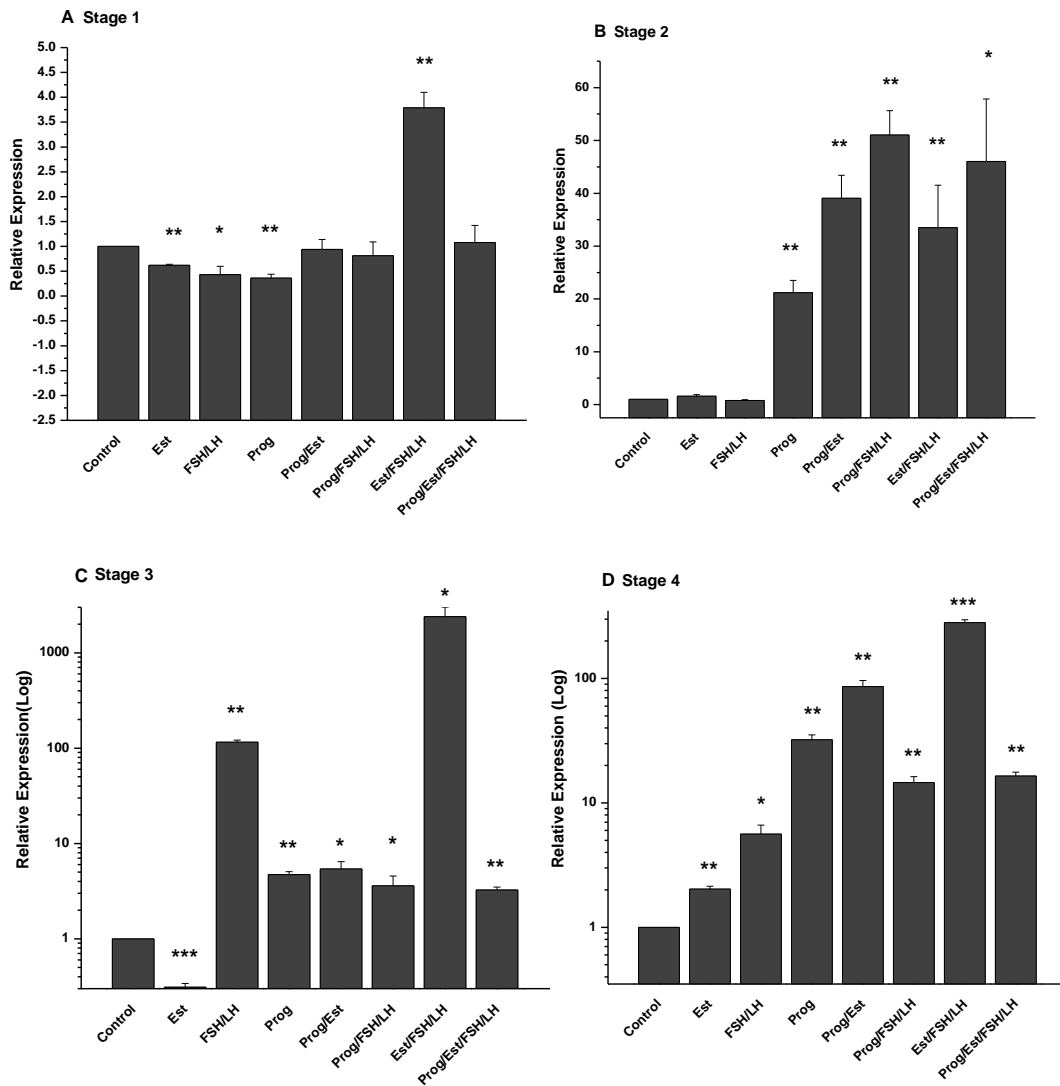 A Stage 1
Relative Expression
5.0
4.5
4.0
3.5
3.0
2.5
2.0
1.5
1.0
0.5
0.0
-0.5
-1.0
-1.5
-2.0
-2.5
**
*
**
**
Control
Est
FSH/LH
Prog
Prog/Est
Prog/FSH/LH
Est/FSH/LH
Prog/Est/FSH/LH
B Stage 2
Relative Expression
60
50
40
30
20
10
0
**
**
**
**
*
Control
Est
FSH/LH
Prog
Prog/Est
Prog/FSH/LH
Est/FSH/LH
Prog/Est/FSH/LH
C Stage 3
Relative Expression(Log)
1000
100
10
1
***
**
**
*
*
*
**
Control
Est
FSH/LH
Prog
Prog/Est
Prog/FSH/LH
Est/FSH/LH
Prog/Est/FSH/LH
D Stage 4
Relative Expression (Log)
100
10
1
**
*
**
**
**
***
**
Control
Est
FSH/LH
Prog
Prog/Est
Prog/FSH/LH
Est/FSH/LH
Prog/Est/FSH/LH